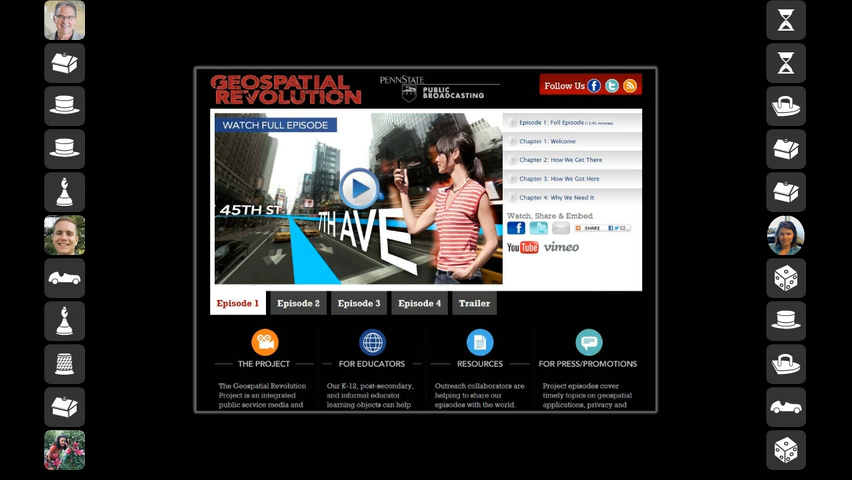 GEOSPATIAL
REVOLUTION
PENNSTATE
PUBLIC
BROADCASTING
Follow Us
WATCH FULL EPISODE
45TH ST.
7TH AVE
Episode 1: Full Episode (13:45 minutes)
Chapter 1: Welcome
Chapter 2: How We Get There
Chapter 3: How We Got Here
Chapter 4: Why We Need It
Watch, Share & Embed
SHARE
YouTube vimeo
Episode 1 Episode 2 Episode 3 Episode 4 Trailer
THE PROJECT
The Geospatial Revolution
Project is an integrated
public service media and
FOR EDUCATORS
Our K-12, post-secondary,
and informal educator
learning objects can help
RESOURCES
Outreach collaborators are
helping to share our
episodes with the world.
FOR PRESS/PROMOTIONS
Project episodes cover
timely topics on geospatial
applications, privacy and